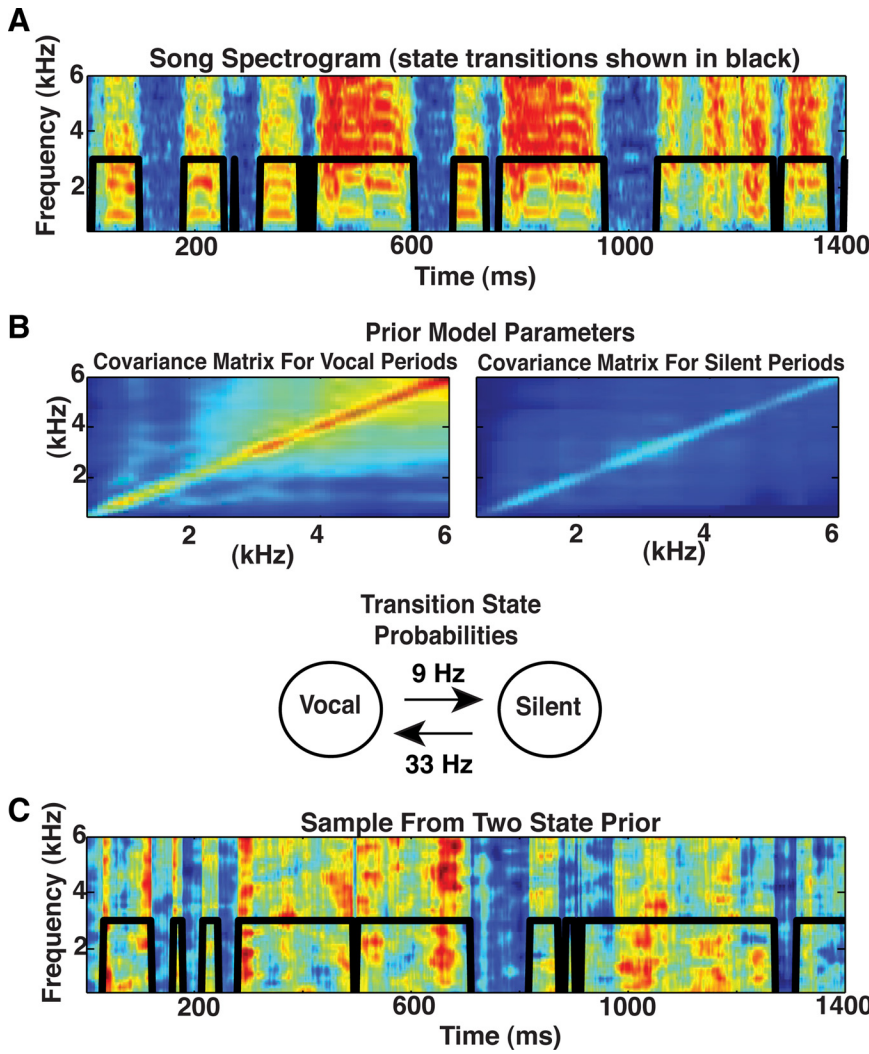 A
Song Spectrogram (state transitions shown in black)
Frequency (kHz)
6
4
2
200
600
1000
1400
Time (ms)
B
Prior Model Parameters
Covariance Matrix For Vocal Periods
Covariance Matrix For Silent Periods
(kHz)
6
4
2
2
4
6
(kHz)
2
4
6
(kHz)
Transition State
Probabilities
9 Hz
Vocal
Silent
33 Hz
C
Sample From Two State Prior
Frequency (kHz)
6
4
2
200
600
1000
1400
Time (ms)